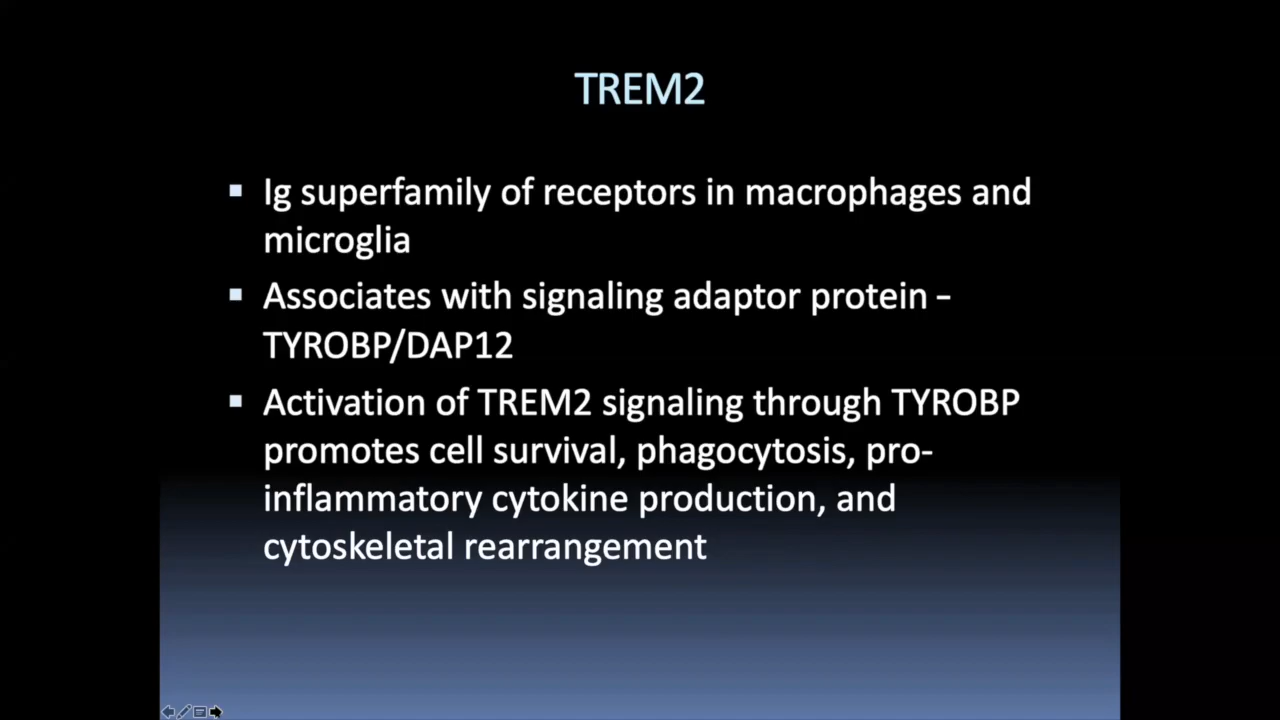 TREM2
▪ Ig superfamily of receptors in macrophages and
microglia
▪ Associates with signaling adaptor protein –
TYROBP/DAP12
▪ Activation of TREM2 signaling through TYROBP
promotes cell survival, phagocytosis, pro-
inflammatory cytokine production, and
cytoskeletal rearrangement